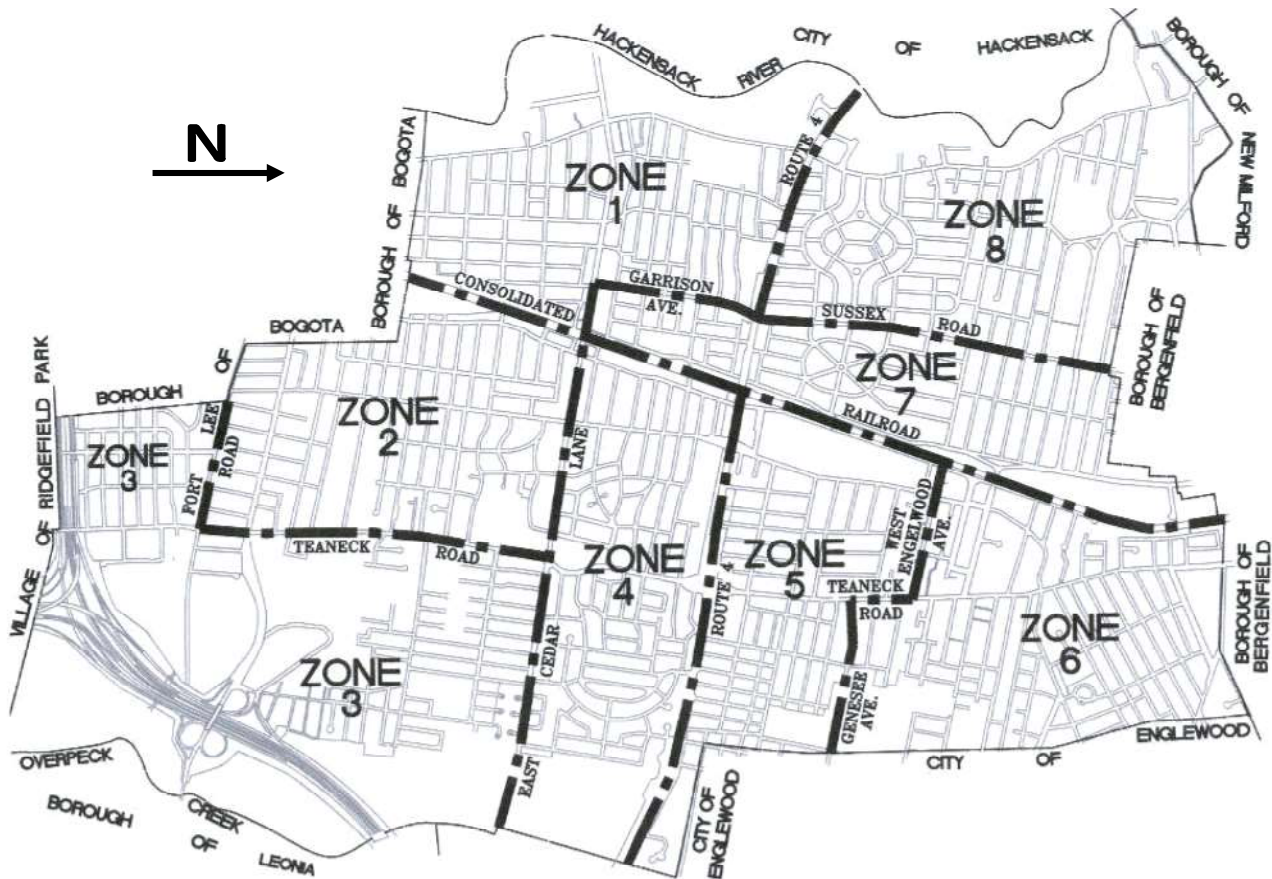 CITY OF HACKENSACK
HACKENSACK RIVER
BOROUGH OF NEW MILFORD
N
BOROUGH OF BOGOTA
ROUTE 4
ZONE 1
ZONE 8
GARRISON AVE.
CONSOLIDATED
SUSSEX ROAD
BOROUGH OF BERGENFIELD
BOROUGH OF BOGOTA
VILLAGE OF RIDGEFIELD PARK
FORT LEE ROAD
ZONE 3
ZONE 2
LANE
ZONE 7
RAILROAD
WEST ENGELWOOD AVE.
TEANECK ROAD
ZONE 4
ROUTE 4
ZONE 5
TEANECK ROAD
ZONE 6
BOROUGH OF BERGENFIELD
ZONE 3
CEDAR
EAST
GENESEE AVE.
CITY OF ENGLEWOOD
CITY OF ENGLEWOOD
OVERPECK CREEK
BOROUGH OF LEONIA